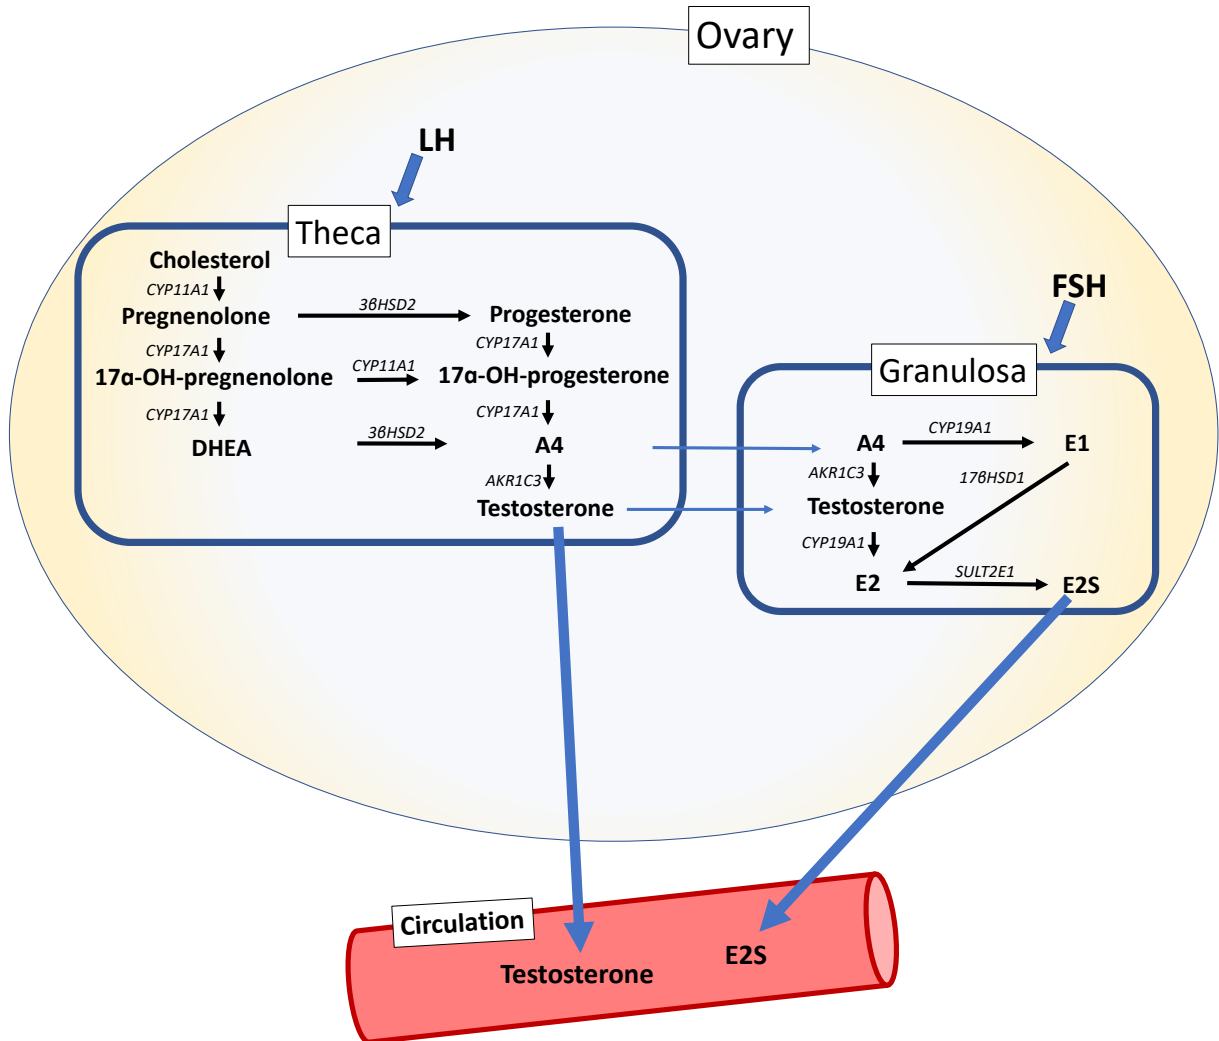 Ovary
LH
Theca
Cholesterol
CYP11A1
Pregnenolone
3βHSD2
Progesterone
CYP17A1
CYP17A1
17α-OH-pregnenolone
CYP11A1
17α-OH-progesterone
CYP17A1
CYP17A1
DHEA
3βHSD2
A4
AKR1C3
Testosterone
FSH
Granulosa
A4
CYP19A1
E1
AKR1C3
17βHSD1
Testosterone
CYP19A1
E2
SULT2E1
E2S
Circulation
Testosterone
E2S